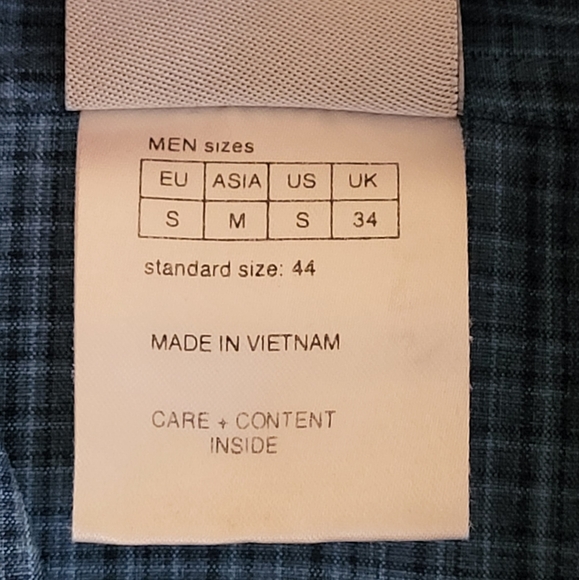 MEN sizes
EU ASIA US UK
S M S 34
standard size: 44
MADE IN VIETNAM
CARE + CONTENT
INSIDE